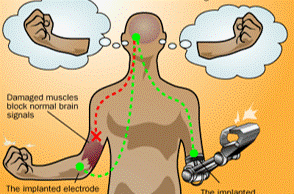 Damaged muscles
block normal brain
signals
The implanted electrode
The implanted